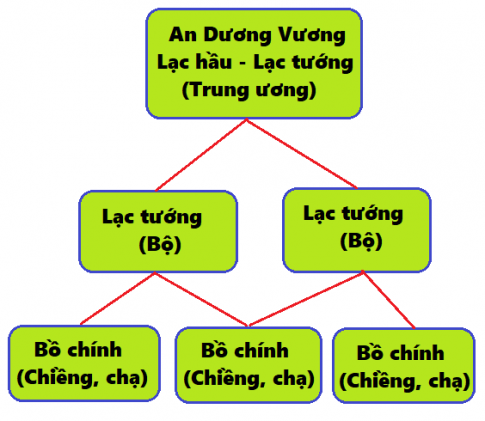 An Dương Vương
Lạc hầu - Lạc tướng
(Trung ương)
Lạc tướng
(Bộ)
Lạc tướng
(Bộ)
Bồ chính
(Chiềng, chạ)
Bồ chính
(Chiềng, chạ)
Bồ chính
(Chiềng, chạ)